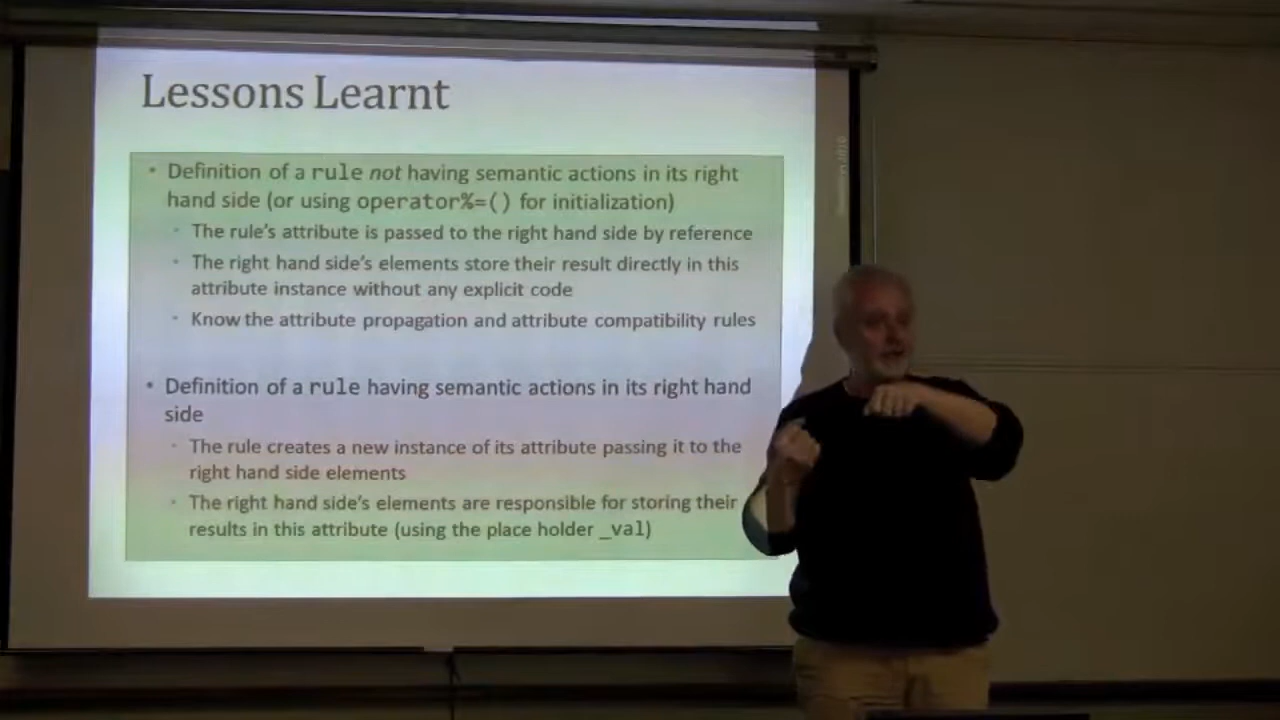 Lessons Learnt
• Definition of a rule not having semantic actions in its right
hand side (or using operator%=() for initialization)
• The rule's attribute is passed to the right hand side by reference
• The right hand side's elements store their result directly in this
attribute instance without any explicit code
• Know the attribute propagation and attribute compatibility rules
• Definition of a rule having semantic actions in its right hand
side
• The rule creates a new instance of its attribute passing it to the
right hand side elements
• The right hand side's elements are responsible for storing their
results in this attribute (using the place holder _val)